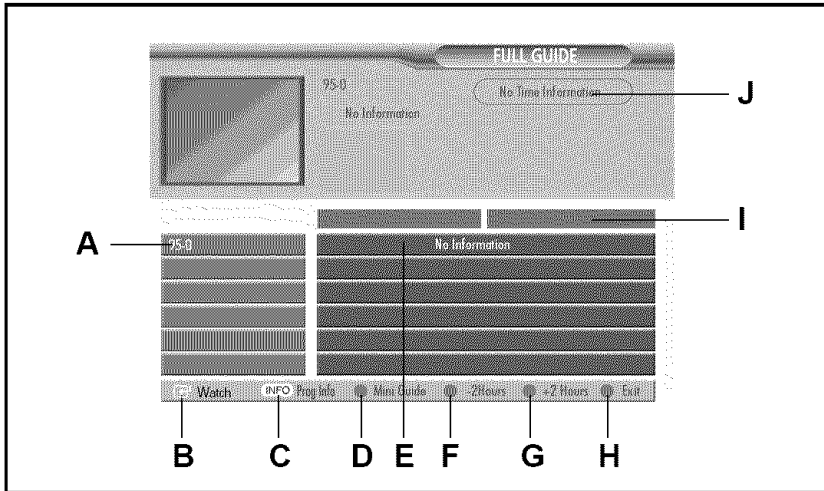 FULL GUIDE
95-0
No Time Information
J
No Information
I
A
95-0
No Information
Watch
INFO Prog Info
Mini Guide
-2Hours
+2 Hours
Exit
B C D E F G H